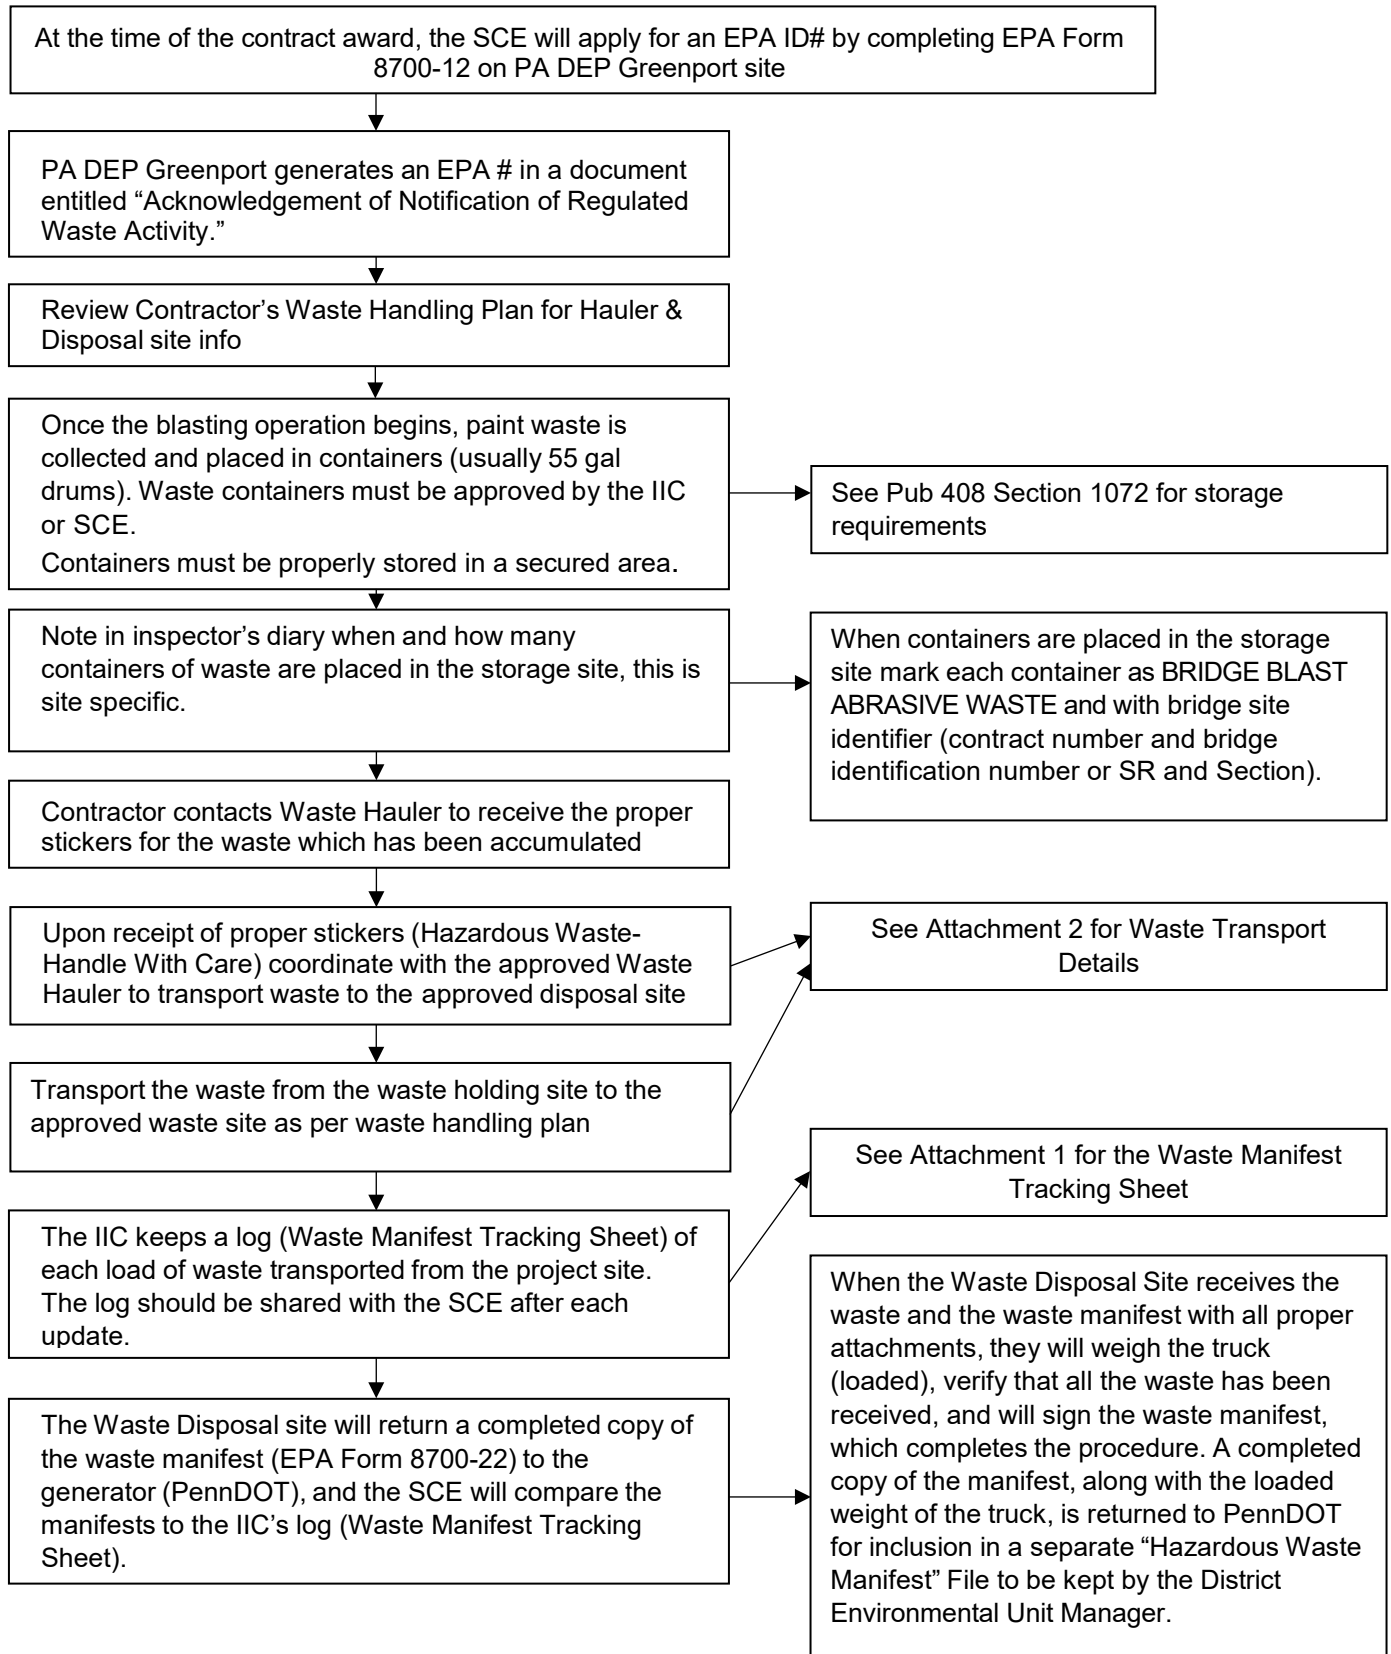 At the time of the contract award, the SCE will apply for an EPA ID# by completing EPA Form
8700-12 on PA DEP Greenport site
PA DEP Greenport generates an EPA # in a document
entitled “Acknowledgement of Notification of Regulated
Waste Activity.”
Review Contractor’s Waste Handling Plan for Hauler &
Disposal site info
Once the blasting operation begins, paint waste is
collected and placed in containers (usually 55 gal
drums). Waste containers must be approved by the IIC
or SCE.
Containers must be properly stored in a secured area.
See Pub 408 Section 1072 for storage
requirements
Note in inspector’s diary when and how many
containers of waste are placed in the storage site, this is
site specific.
When containers are placed in the storage
site mark each container as BRIDGE BLAST
ABRASIVE WASTE and with bridge site
identifier (contract number and bridge
identification number or SR and Section).
Contractor contacts Waste Hauler to receive the proper
stickers for the waste which has been accumulated
Upon receipt of proper stickers (Hazardous Waste-
Handle With Care) coordinate with the approved Waste
Hauler to transport waste to the approved disposal site
See Attachment 2 for Waste Transport
Details
Transport the waste from the waste holding site to the
approved waste site as per waste handling plan
See Attachment 1 for the Waste Manifest
Tracking Sheet
The IIC keeps a log (Waste Manifest Tracking Sheet) of
each load of waste transported from the project site.
The log should be shared with the SCE after each
update.
The Waste Disposal site will return a completed copy of
the waste manifest (EPA Form 8700-22) to the
generator (PennDOT), and the SCE will compare the
manifests to the IIC’s log (Waste Manifest Tracking
Sheet).
When the Waste Disposal Site receives the
waste and the waste manifest with all proper
attachments, they will weigh the truck
(loaded), verify that all the waste has been
received, and will sign the waste manifest,
which completes the procedure. A completed
copy of the manifest, along with the loaded
weight of the truck, is returned to PennDOT
for inclusion in a separate “Hazardous Waste
Manifest” File to be kept by the District
Environmental Unit Manager.